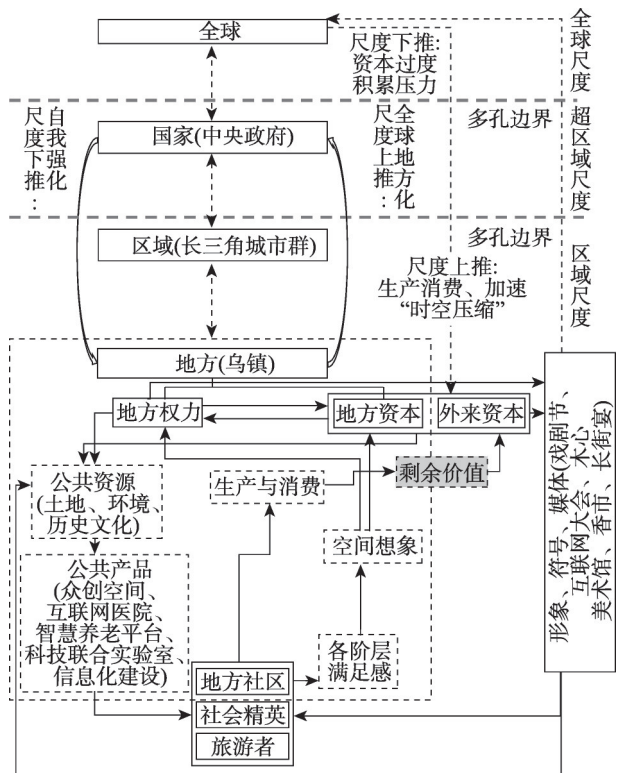 全球
尺度下推:
资本过度
积累压力
全球尺度
自我强化
尺度下推:
国家(中央政府)
全球地方化
尺度上推:
多孔边界
超区域尺度
区域(长三角城市群)
多孔边界
尺度上推:
生产消费、加速
“时空压缩”
区域尺度
地方(乌镇)
地方权力
地方资本
外来资本
公共资源
(土地、环境、
历史文化)
生产与消费
剩余价值
空间想象
公共产品
(众创空间、
互联网医院、
智慧养老平台、
科技联合实验室、
信息化建设)
各阶层
满足感
地方社区
社会精英
旅游者
形象、符号、媒体(戏剧节、
互联网大会、木心
美术馆、香市、长街宴)